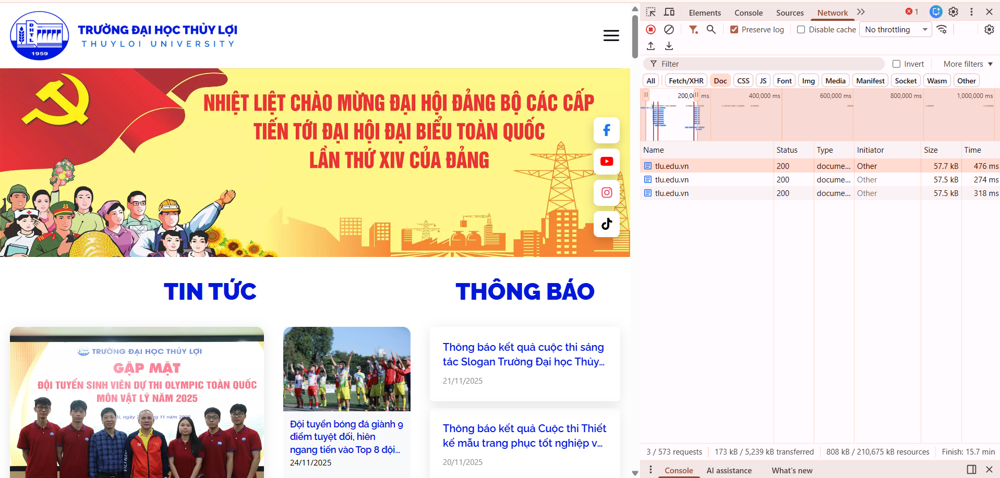 TRƯỜNG ĐẠI HỌC THỦY LỢI
THUYLOI UNIVERSITY
ĐHTL
1959
NHIỆT LIỆT CHÀO MỪNG ĐẠI HỘI ĐẢNG BỘ CÁC CẤP
TIẾN TỚI ĐẠI HỘI ĐẠI BIỂU TOÀN QUỐC
LẦN THỨ XIV CỦA ĐẢNG
TIN TỨC
THÔNG BÁO
TRƯỜNG ĐẠI HỌC THỦY LỢI
GẶP MẶT
ĐỘI TUYỂN SINH VIÊN DỰ THI OLYMPIC TOÀN QUỐC
MÔN VẬT LÝ NĂM 2025
11 năm 2025
VIETNAM
Đội tuyển bóng đá giành 9
điểm tuyệt đối, hiên
ngang tiến vào Top 8 đội...
24/11/2025
Thông báo kết quả cuộc thi sáng
tác Slogan Trường Đại học Thủy...
21/11/2025
Thông báo kết quả Cuộc thi Thiết
kế mẫu trang phục tốt nghiệp v...
20/11/2025
Elements Console Sources Network 1
Preserve log Disable cache No throttling
Filter Invert More filters
All Fetch/XHR Doc CSS JS Font Img Media Manifest Socket Wasm Other
200,0 ms 400,000 ms 600,000 ms 800,000 ms 1,000,000 ms
Name Status Type Initiator Size Time
tlu.edu.vn 200 docume... Other 57.7 kB 476 ms
tlu.edu.vn 200 docume... Other 57.5 kB 274 ms
tlu.edu.vn 200 docume... Other 57.5 kB 318 ms
3 / 573 requests 173 kB / 5,239 kB transferred 808 kB / 210,675 kB resources Finish: 15.7 min
Console AI assistance What's new